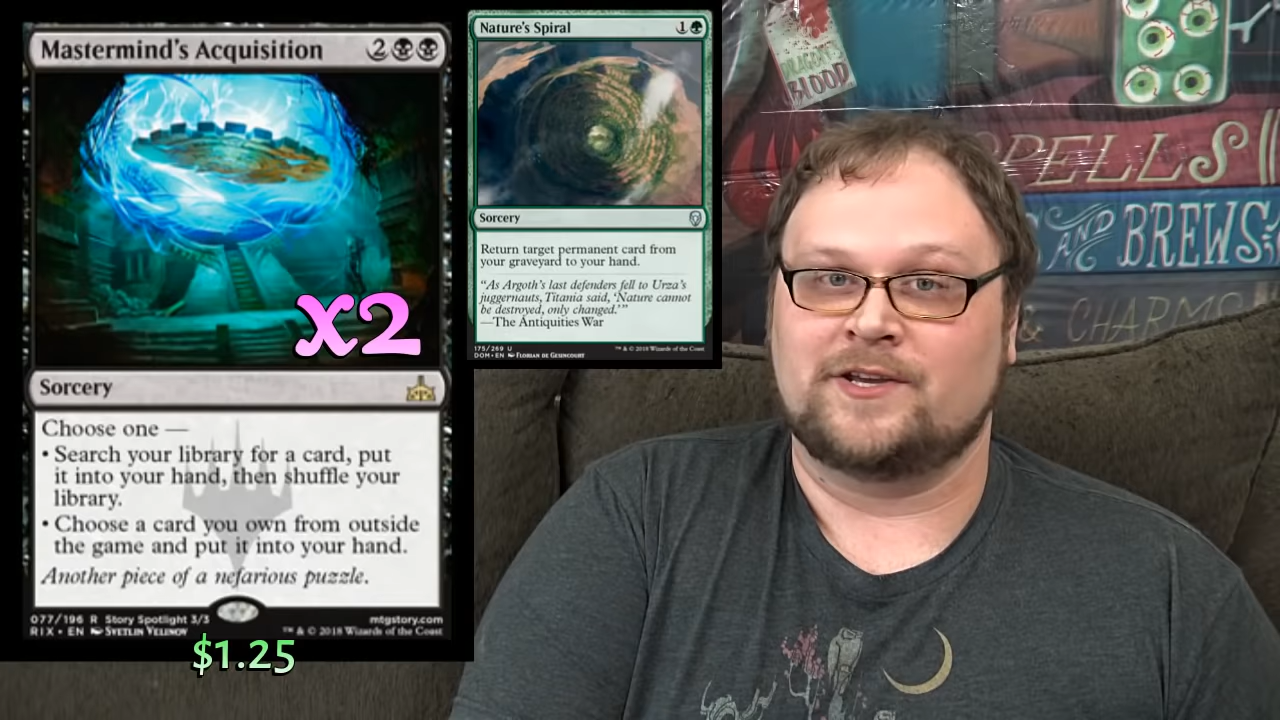 Mastermind's Acquisition 2
X2
Sorcery
Choose one —
• Search your library for a card, put
it into your hand, then shuffle your
library.
• Choose a card you own from outside
the game and put it into your hand.
Another piece of a nefarious puzzle.
077/196 R Story Spotlight 3/3 mtgstory.com
RIX • EN Svetlin Velinov ™ & © 2018 Wizards of the Coast
$1.25
Nature's Spiral 1
Sorcery
Return target permanent card from
your graveyard to your hand.
"As Argoth's last defenders fell to Urza's
juggernauts, Titania said, 'Nature cannot
be destroyed, only changed.'"
—The Antiquities War
175/269 U ™ & © 2018 Wizards of the Coast
DOM • EN Florian de Gesincourt
DRAGON'S
BLOOD
SPELLS
AND BREWS
& CHARMS